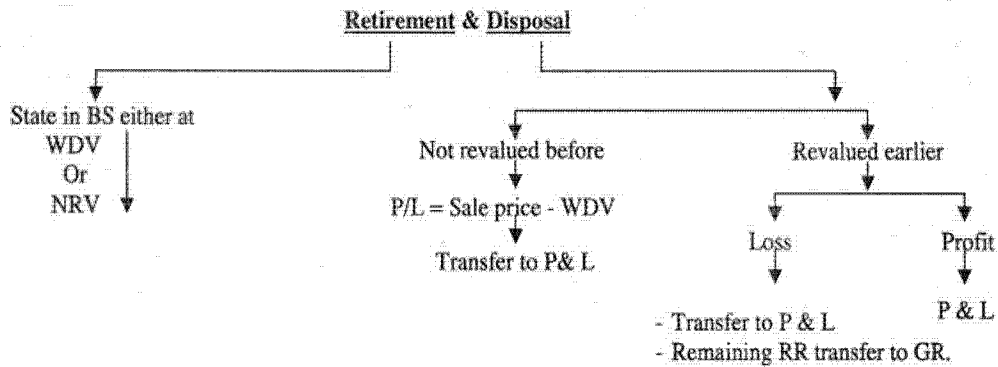 Retirement & Disposal
State in BS either at
WDV
Or
NRV
Not revalued before
P/L = Sale price - WDV
Transfer to P& L
Revalued earlier
Loss
Profit
- Transfer to P & L
- Remaining RR transfer to GR.
P & L